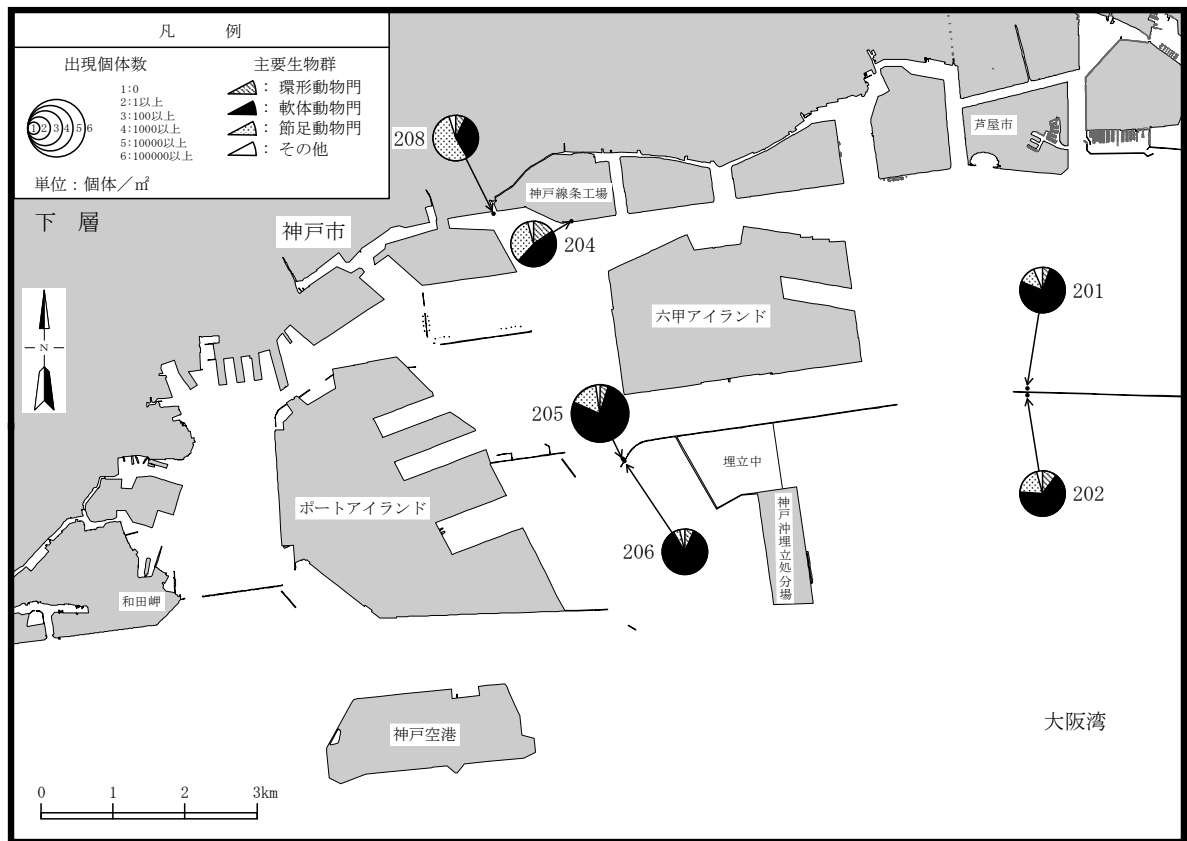 凡 例
出現個体数
1:0
2:1以上
3:100以上
4:1000以上
5:10000以上
6:100000以上
1 2 3 4 5 6
単位：個体／㎡
主要生物群
： 環形動物門
： 軟体動物門
： 節足動物門
： その他
下 層
208
神戸線条工場
芦屋市
神戸市
204
201
六甲アイランド
N
205
埋立中
ポートアイランド
202
神戸沖埋立処分場
206
和田岬
大阪湾
神戸空港
0 1 2 3km